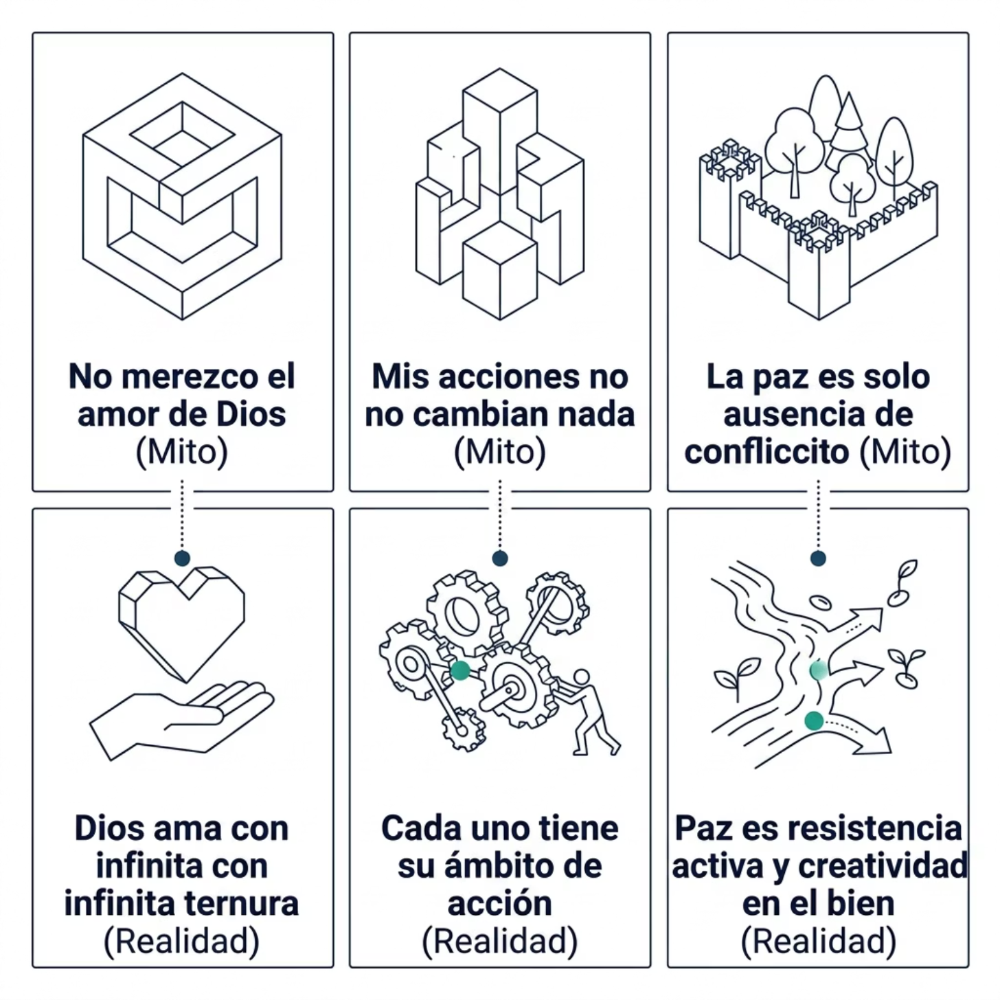 No merezco el
amor de Dios
(Mito)
Mis acciones no
no cambian nada
(Mito)
La paz es solo
ausencia de
confliccito (Mito)
Dios ama con
infinita con
infinita ternura
(Realidad)
Cada uno tiene
su ámbito de
acción
(Realidad)
Paz es resistencia
activa y creatividad
en el bien
(Realidad)